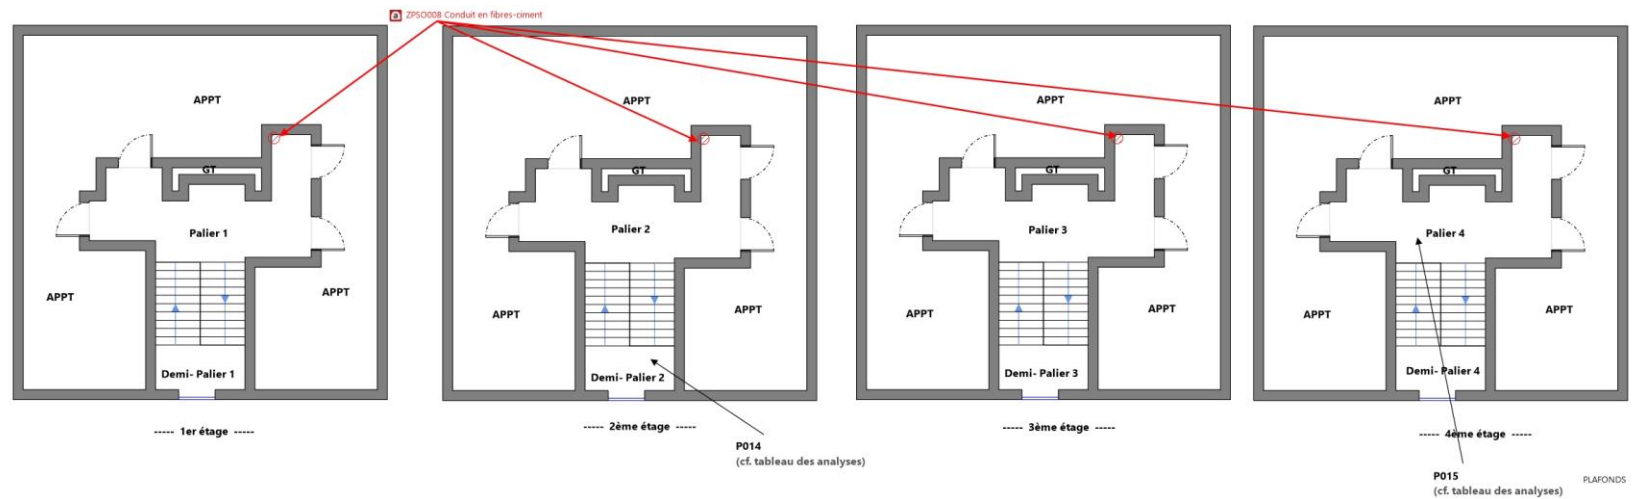 a ZPSO008 Conduit en fibres-ciment
APPT
APPT
APPT
APPT
GT
GT
GT
GT
Palier 1
Palier 2
Palier 3
Palier 4
APPT
APPT
APPT
APPT
APPT
APPT
APPT
APPT
Demi- Palier 1
Demi- Palier 2
Demi- Palier 3
Demi- Palier 4
----- 1er étage -----
----- 2ème étage -----
----- 3ème étage -----
----- 4ème étage -----
P014
(cf. tableau des analyses)
P015
(cf. tableau des analyses)
PLAFONDS